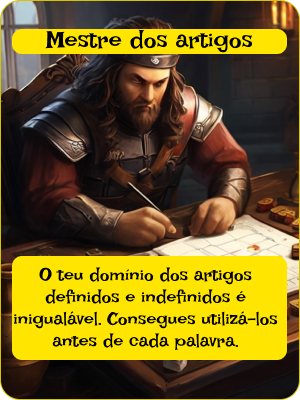 Mestre dos artigos
O teu domínio dos artigos
definidos e indefinidos é
inigualável. Consegues utilizá-los
antes de cada palavra.